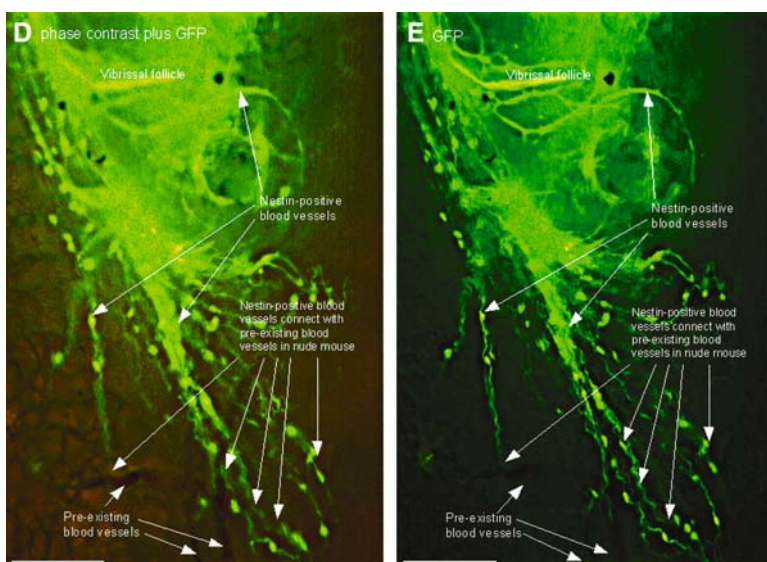 D phase contrast plus GFP
Vibrissal follicle
Nestin-positive
blood vessels
Nestin-positive blood
vessels connect with
pre-existing blood
vessels in nude mouse
Pre-existing
blood vessels
E GFP
Vibrissal follicle
Nestin-positive
blood vessels
Nestin-positive blood
vessels connect with
pre-existing blood
vessels in nude mouse
Pre-existing
blood vessels